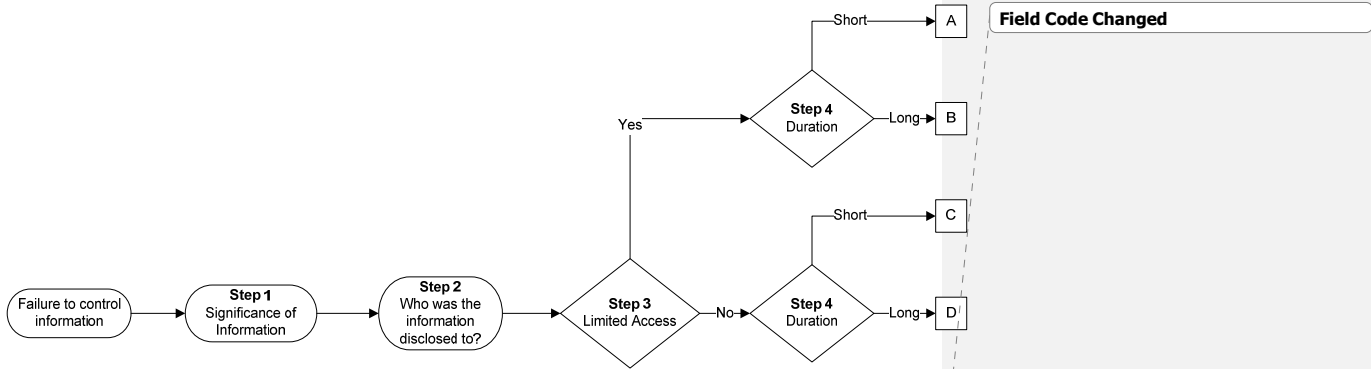 Short
A
Field Code Changed
Step 4
Duration
Long
B
Yes
Short
C
Failure to control
information
Step 1
Significance of
Information
Step 2
Who was the
information
disclosed to?
Step 3
Limited Access
No
Step 4
Duration
Long
D